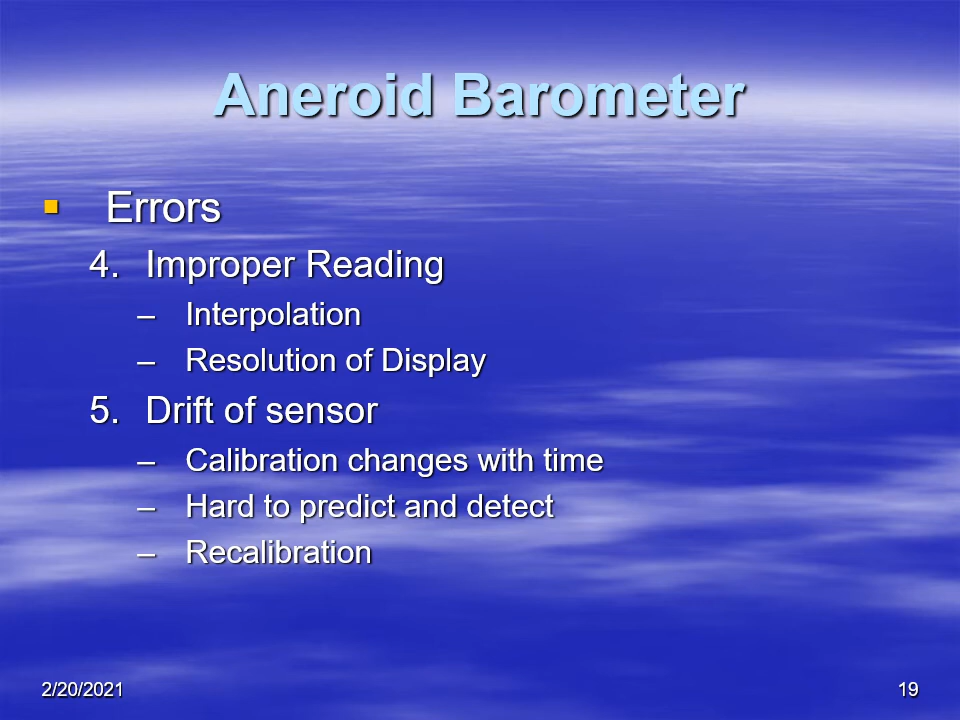 Aneroid Barometer
▪ Errors
4. Improper Reading
– Interpolation
– Resolution of Display
5. Drift of sensor
– Calibration changes with time
– Hard to predict and detect
– Recalibration
2/20/2021 19